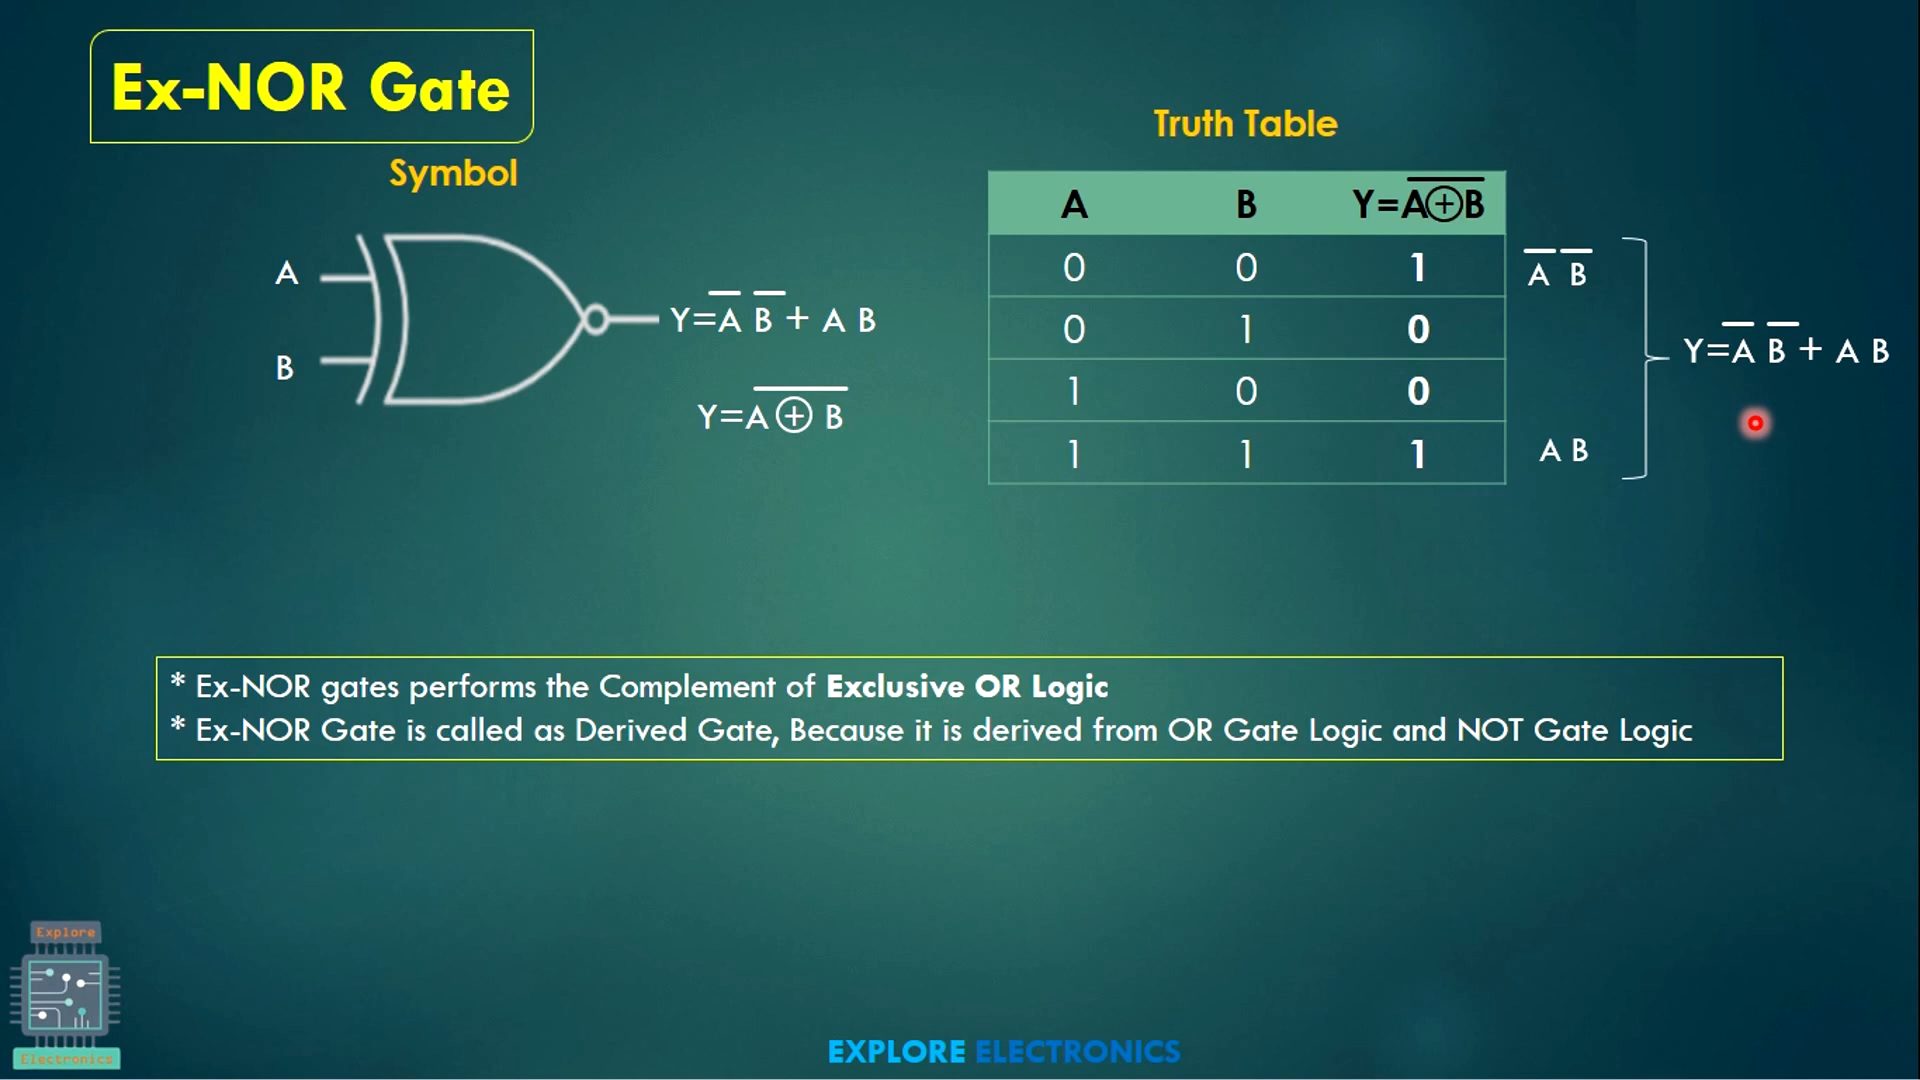 Ex-NOR Gate
Symbol
A
B
Y=A̅ B̅ + A B
Y=A̅ ̅⊕̅ ̅B̅
Truth Table
A B Y=A̅⊕̅B̅
0 0 1 A̅ B̅
0 1 0
1 0 0
1 1 1 A B
Y=A̅ B̅ + A B
* Ex-NOR gates performs the Complement of Exclusive OR Logic
* Ex-NOR Gate is called as Derived Gate, Because it is derived from OR Gate Logic and NOT Gate Logic
Explore
Electronics
EXPLORE ELECTRONICS